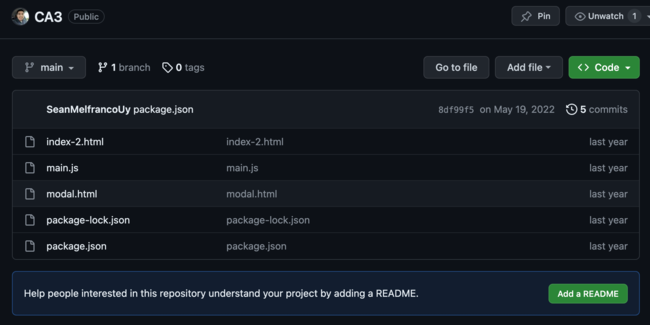 CA3 Public Pin Unwatch 1
main 1 branch 0 tags Go to file Add file Code
SeanMelfrancoUy package.json 8df99f5 on May 19, 2022 5 commits
index-2.html index-2.html last year
main.js main.js last year
modal.html modal.html last year
package-lock.json package-lock.json last year
package.json package.json last year
Help people interested in this repository understand your project by adding a README. Add a README